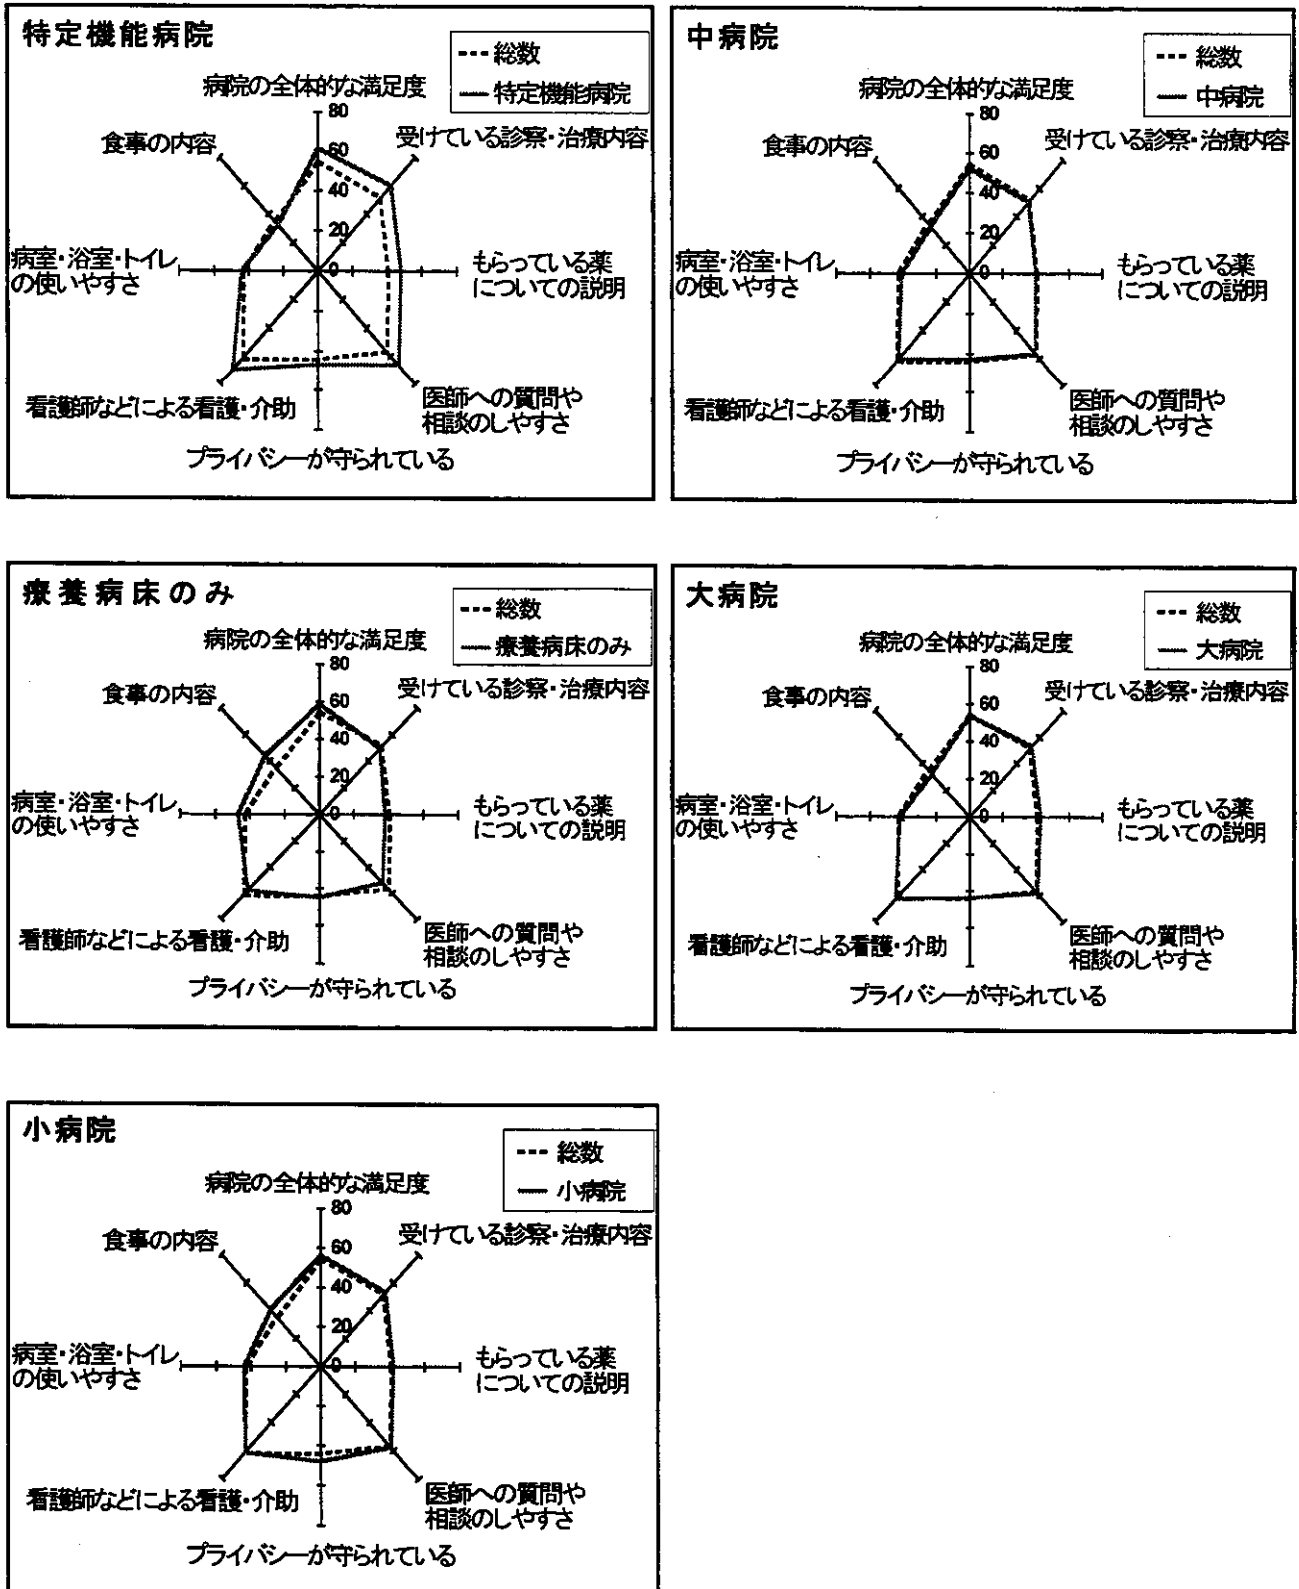 特定機能病院
総数
特定機能病院
病院の全体的な満足度
80
60
40
20
0
食事の内容
受けている診察・治療内容
病室・浴室・トイレ
の使いやすさ
もらっている薬
についての説明
看護師などによる看護・介助
医師への質問や
相談のしやすさ
プライバシーが守られている
中病院
総数
中病院
病院の全体的な満足度
80
60
40
20
0
食事の内容
受けている診察・治療内容
病室・浴室・トイレ
の使いやすさ
もらっている薬
についての説明
看護師などによる看護・介助
医師への質問や
相談のしやすさ
プライバシーが守られている
療養病床のみ
総数
療養病床のみ
病院の全体的な満足度
80
60
40
20
0
食事の内容
受けている診察・治療内容
病室・浴室・トイレ
の使いやすさ
もらっている薬
についての説明
看護師などによる看護・介助
医師への質問や
相談のしやすさ
プライバシーが守られている
大病院
総数
大病院
病院の全体的な満足度
80
60
40
20
0
食事の内容
受けている診察・治療内容
病室・浴室・トイレ
の使いやすさ
もらっている薬
についての説明
看護師などによる看護・介助
医師への質問や
相談のしやすさ
プライバシーが守られている
小病院
総数
小病院
病院の全体的な満足度
80
60
40
20
0
食事の内容
受けている診察・治療内容
病室・浴室・トイレ
の使いやすさ
もらっている薬
についての説明
看護師などによる看護・介助
医師への質問や
相談のしやすさ
プライバシーが守られている